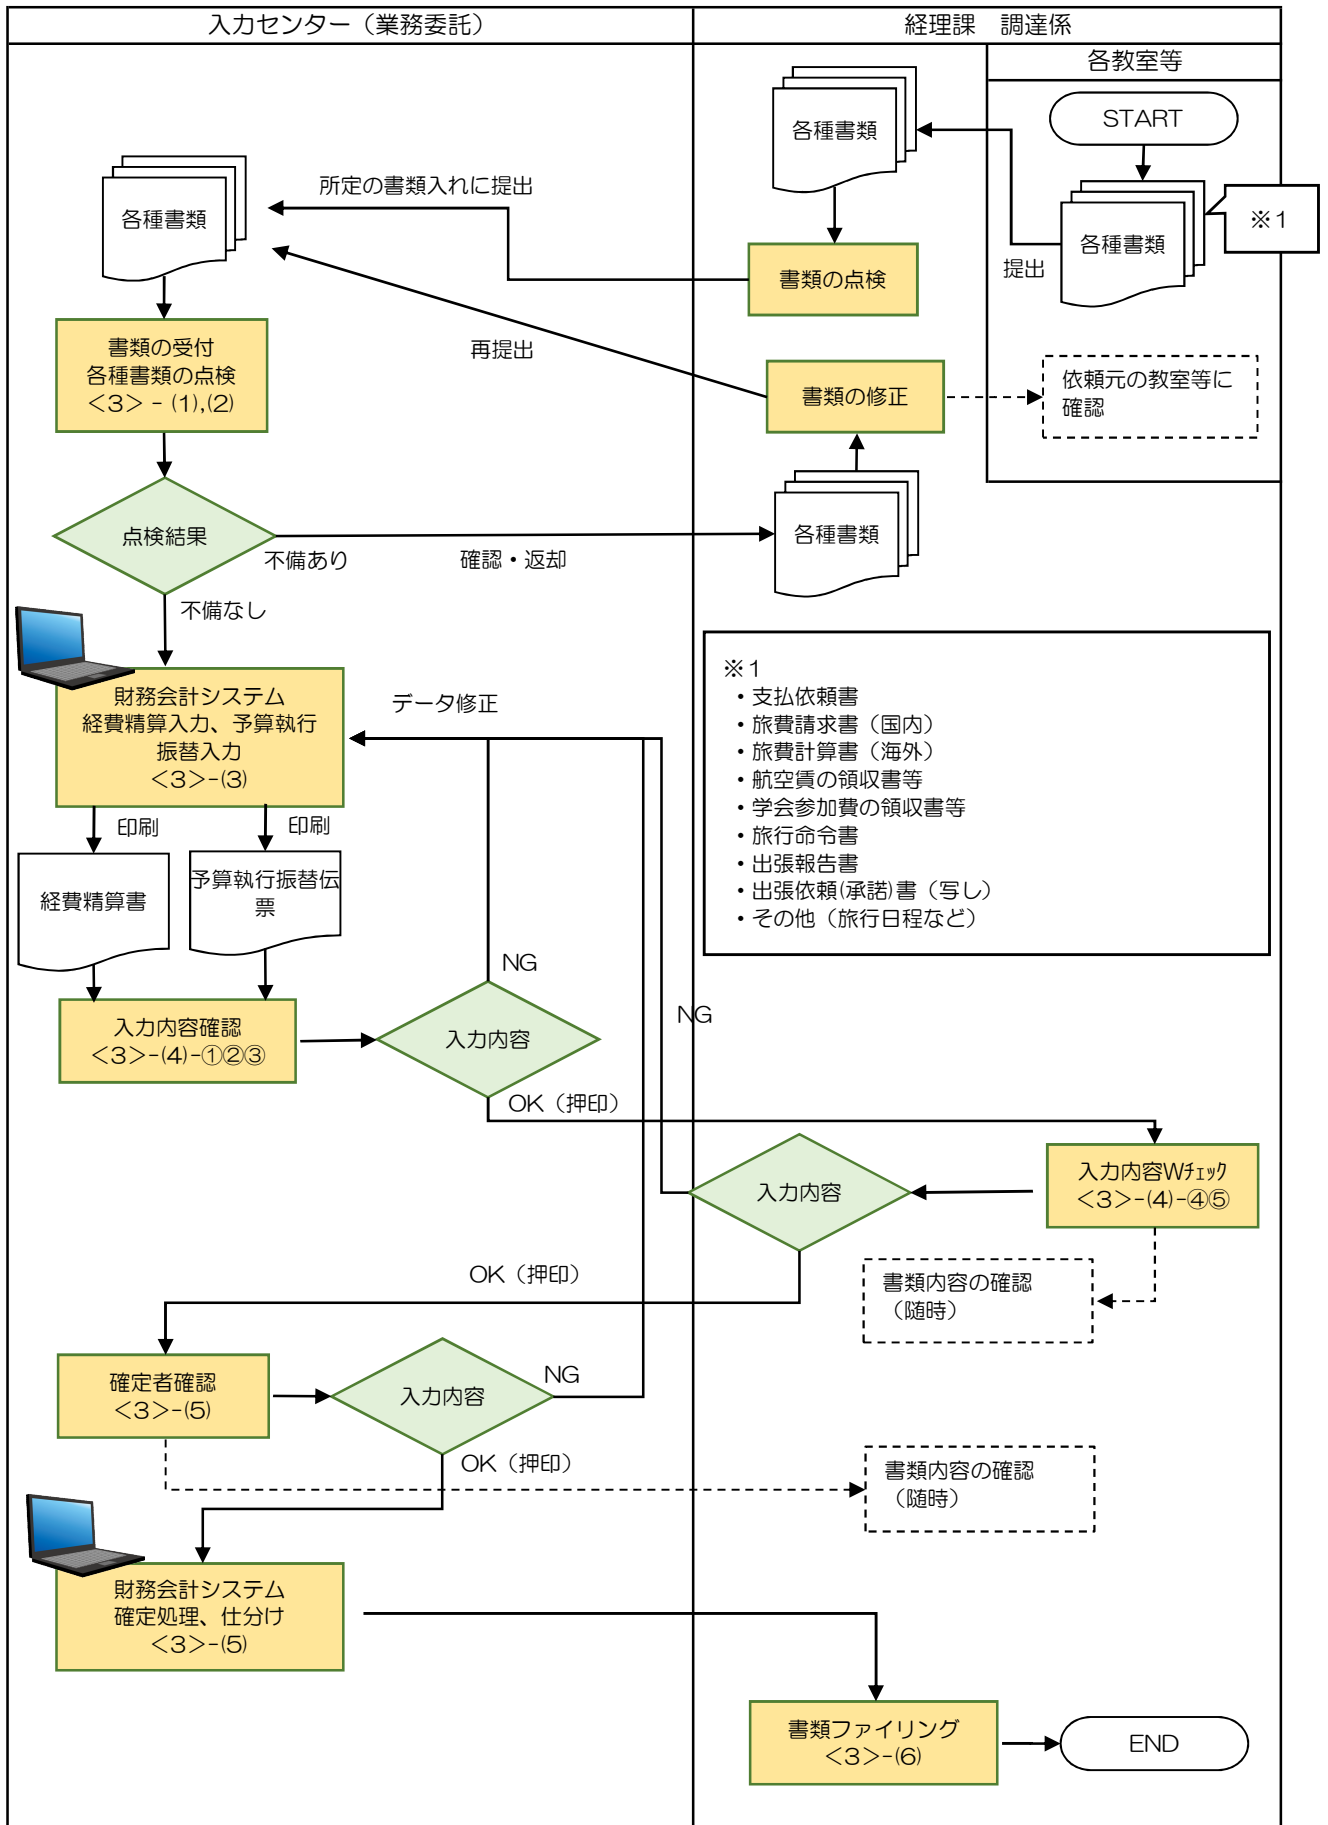 入力センター（業務委託）
経理課　調達係
各教室等
START
各種書類
※1
提出
各種書類
書類の点検
所定の書類入れに提出
各種書類
再提出
書類の受付
各種書類の点検
＜3＞－(1),(2)
書類の修正
依頼元の教室等に
確認
点検結果
不備あり
確認・返却
各種書類
不備なし
財務会計システム
経費精算入力、予算執行
振替入力
＜3＞-(3)
データ修正
※1
・支払依頼書
・旅費請求書（国内）
・旅費計算書（海外）
・航空賃の領収書等
・学会参加費の領収書等
・旅行命令書
・出張報告書
・出張依頼(承諾)書（写し）
・その他（旅行日程など）
印刷
印刷
経費精算書
予算執行振替伝
票
入力内容確認
＜3＞-(4)-①②③
入力内容
NG
NG
OK（押印）
入力内容Wﾁｪｯｸ
＜3＞-(4)-④⑤
入力内容
書類内容の確認
（随時）
OK（押印）
確定者確認
＜3＞-(5)
入力内容
NG
OK（押印）
書類内容の確認
（随時）
財務会計システム
確定処理、仕分け
＜3＞-(5)
書類ファイリング
＜3＞-(6)
END